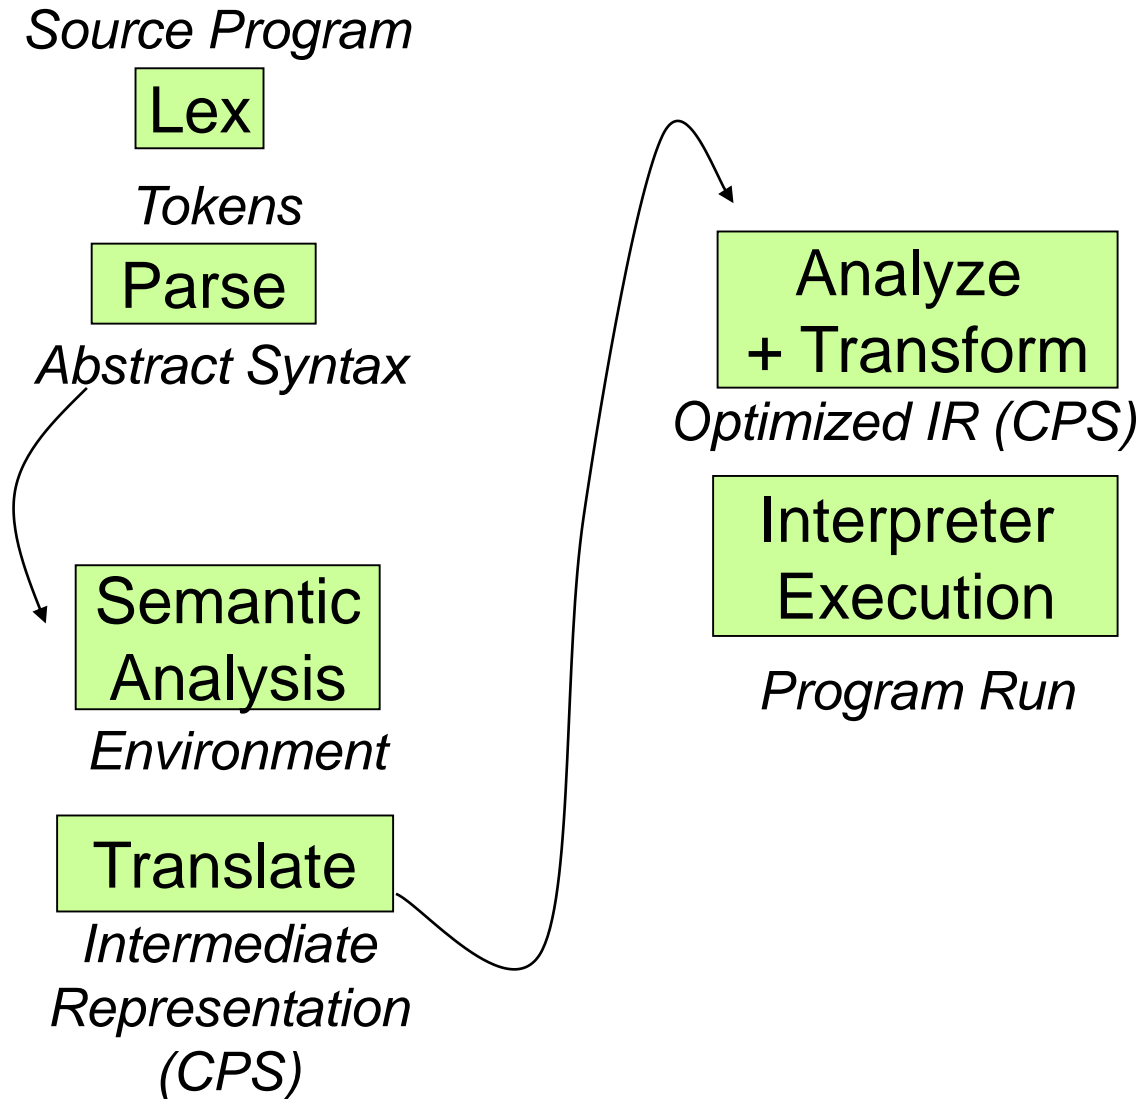 Source Program
Lex
Tokens
Parse
Abstract Syntax
Semantic
Analysis
Environment
Translate
Intermediate
Representation
(CPS)
Analyze
+ Transform
Optimized IR (CPS)
Interpreter
Execution
Program Run